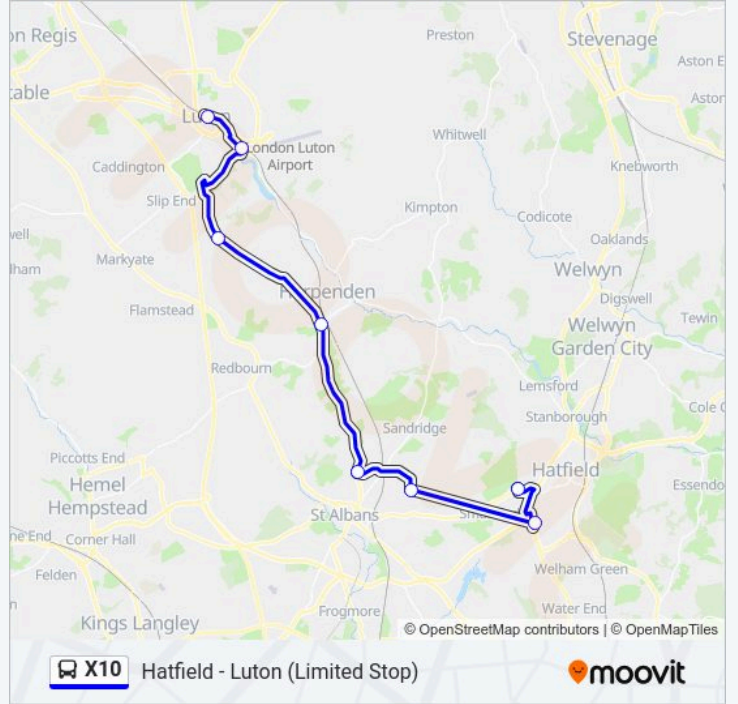 on Regis
Preston
Stevenage
Aston E
table
Aston
Luton
Whitwell
London Luton
Airport
Caddington
Knebworth
Slip End
Kimpton
Codicote
well
Oaklands
Markyate
lham
Welwyn
Harpenden
Digswell
Flamstead
Tewin
Welwyn
Garden City
Redbourn
Lemsford
Cole G
Stanborough
Sandridge
Piccotts End
Hatfield
Hemel
Hempstead
Essendo
St Albans
ne End
Corner Hall
Felden
Welham Green
Frogmore
Water End
Kings Langley
© OpenStreetMap contributors | © OpenMapTiles
X10 Hatfield - Luton (Limited Stop)
moovit